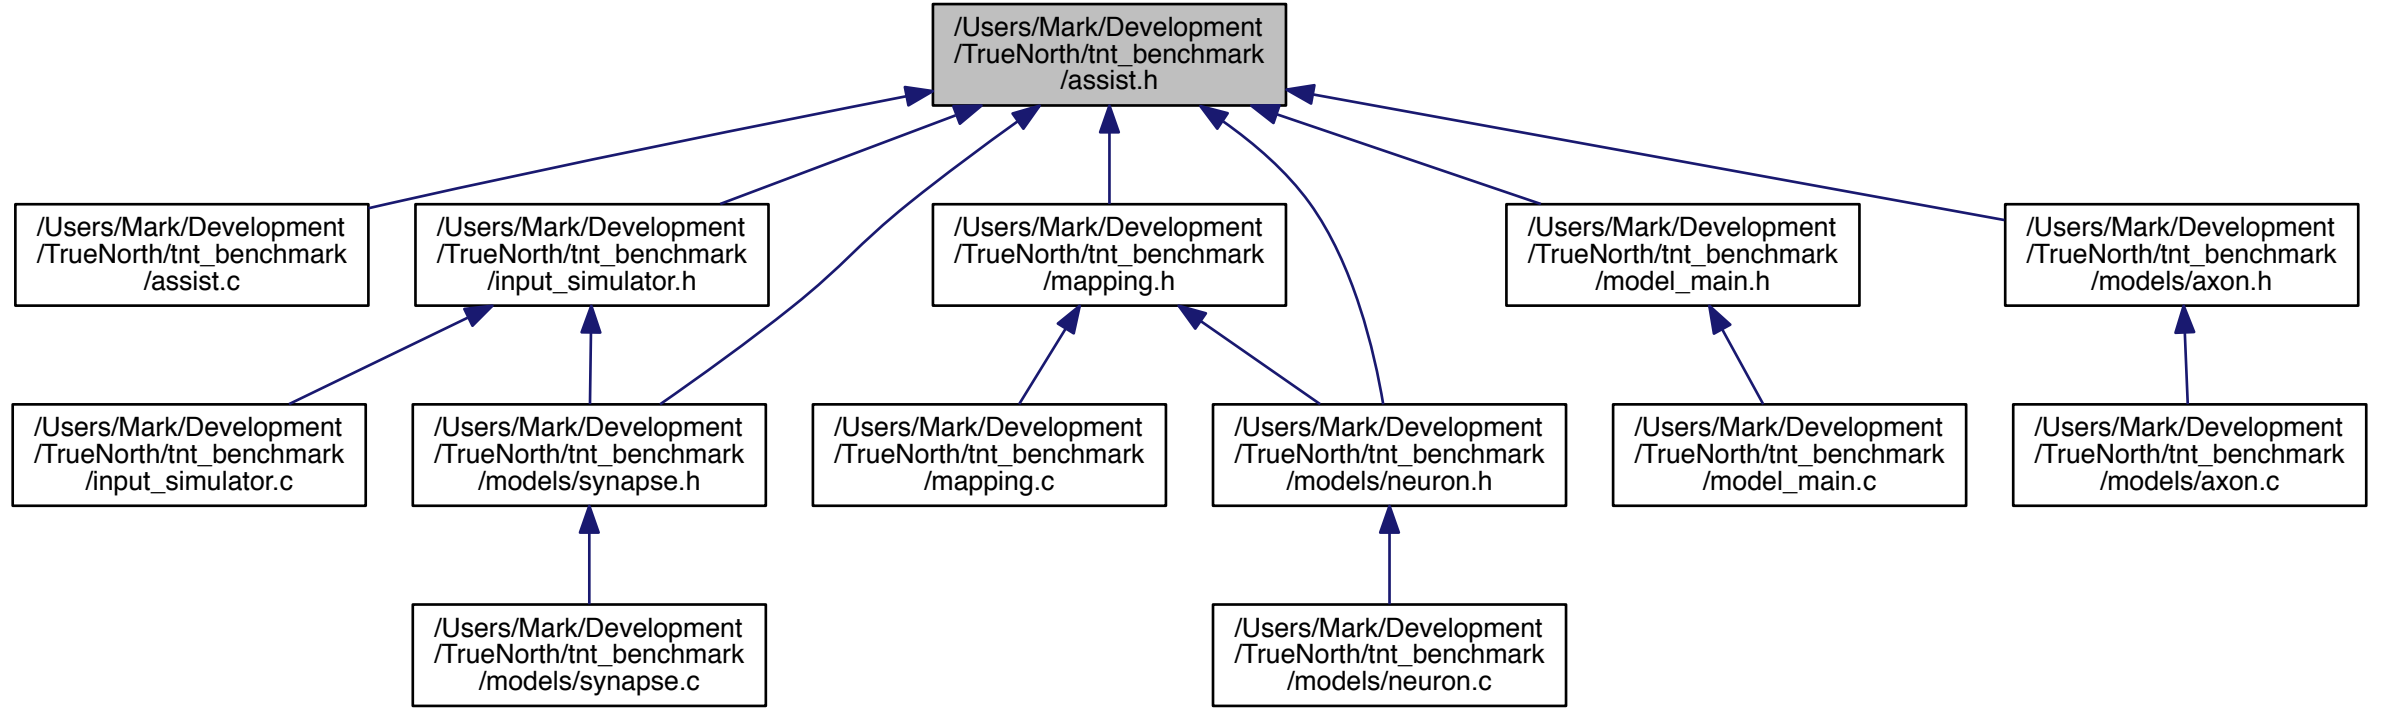 /Users/Mark/Development
/TrueNorth/tnt_benchmark
/assist.h
/Users/Mark/Development
/TrueNorth/tnt_benchmark
/assist.c
/Users/Mark/Development
/TrueNorth/tnt_benchmark
/input_simulator.h
/Users/Mark/Development
/TrueNorth/tnt_benchmark
/mapping.h
/Users/Mark/Development
/TrueNorth/tnt_benchmark
/model_main.h
/Users/Mark/Development
/TrueNorth/tnt_benchmark
/models/axon.h
/Users/Mark/Development
/TrueNorth/tnt_benchmark
/input_simulator.c
/Users/Mark/Development
/TrueNorth/tnt_benchmark
/models/synapse.h
/Users/Mark/Development
/TrueNorth/tnt_benchmark
/mapping.c
/Users/Mark/Development
/TrueNorth/tnt_benchmark
/models/neuron.h
/Users/Mark/Development
/TrueNorth/tnt_benchmark
/model_main.c
/Users/Mark/Development
/TrueNorth/tnt_benchmark
/models/axon.c
/Users/Mark/Development
/TrueNorth/tnt_benchmark
/models/synapse.c
/Users/Mark/Development
/TrueNorth/tnt_benchmark
/models/neuron.c